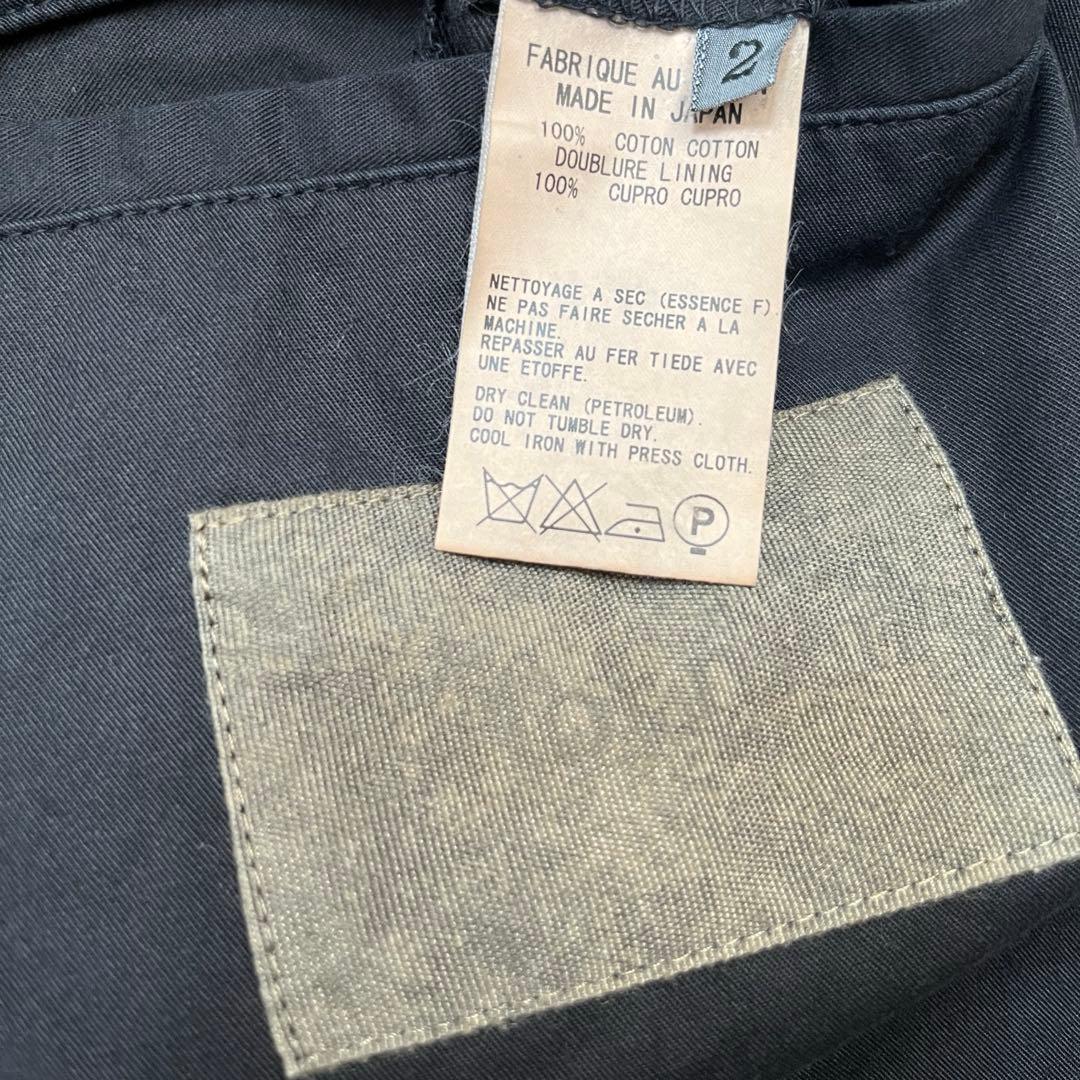 2
FABRIQUE AU
MADE IN JAPAN
100% COTON COTTON
DOUBLURE LINING
100% CUPRO CUPRO
NETTOYAGE A SEC (ESSENCE F).
NE PAS FAIRE SECHER A LA
MACHINE.
REPASSER AU FER TIEDE AVEC
UNE ETOFFE.
DRY CLEAN (PETROLEUM).
DO NOT TUMBLE DRY.
COOL IRON WITH PRESS CLOTH.
P